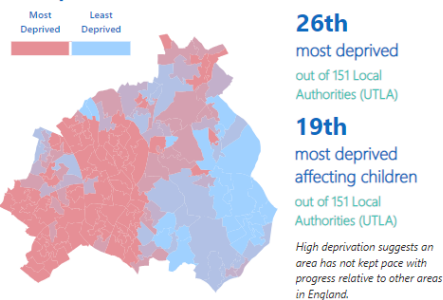 Most
Deprived
Least
Deprived
26th
most deprived
out of 151 Local
Authorities (UTLA)
19th
most deprived
affecting children
out of 151 Local
Authorities (UTLA)
High deprivation suggests an
area has not kept pace with
progress relative to other areas
in England.